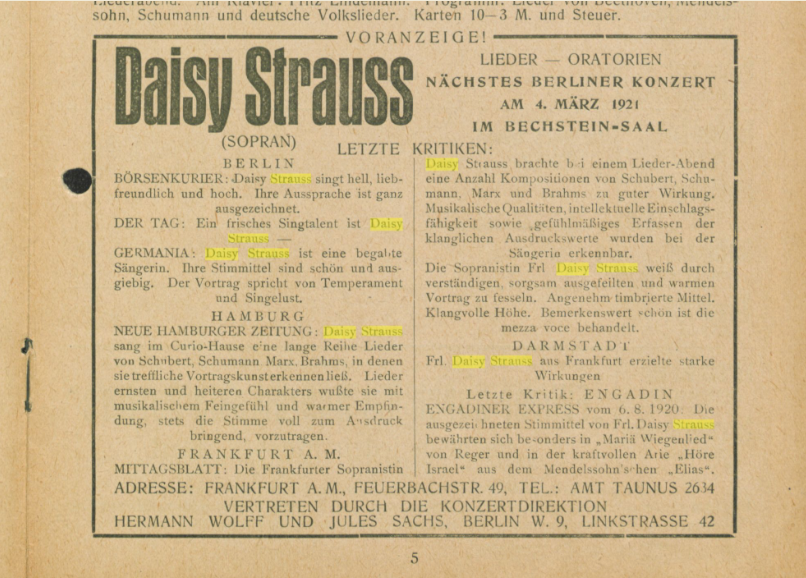 sohn, Schumann und deutsche Volkslieder. Karten 10—3 M. und Steuer.
VORANZEIGE!
Daisy Strauss
(SOPRAN)
LIEDER — ORATORIEN
NÄCHSTES BERLINER KONZERT
AM 4. MÄRZ 1921
IM BECHSTEIN-SAAL
LETZTE KRITIKEN:
BERLIN
BÖRSENKURIER: Daisy Strauss singt hell, lieb-
freundlich und hoch. Ihre Aussprache ist ganz
ausgezeichnet.
DER TAG: Ein frisches Singtalent ist Daisy
Strauss —
GERMANIA: Daisy Strauss ist eine begabte
Sängerin. Ihre Stimmittel sind schön und aus-
giebig. Der Vortrag spricht von Temperament
und Singelust.
HAMBURG
NEUE HAMBURGER ZEITUNG: Daisy Strauss
sang im Curio-Hause eine lange Reihe Lieder
von Schubert, Schumann, Marx, Brahms, in denen
sie treffliche Vortragskunst erkennen ließ. Lieder
ernsten und heiteren Charakters wußte sie mit
musikalischem Feingefühl und warmer Empfin-
dung, stets die Stimme voll zum Ausdruck
bringend, vorzutragen.
FRANKFURT A. M.
MITTAGSBLATT: Die Frankfurter Sopranistin
Daisy Strauss brachte bei einem Lieder-Abend
eine Anzahl Kompositionen von Schubert, Schu-
mann, Marx und Brahms zu guter Wirkung.
Musikalische Qualitäten, intellektuelle Einschlags-
fähigkeit sowie „gefühlmäßiges Erfassen der
klanglichen Ausdruckswerte wurden bei der
Sängerin erkennbar.
Die Sopranistin Frl. Daisy Strauss weiß durch
verständigen, sorgsam ausgefeilten und warmen
Vortrag zu fesseln. Angenehm timbrierte Mittel.
Klangvolle Höhe. Bemerkenswert schön ist die
mezza voce behandelt.
DARMSTADT
Frl. Daisy Strauss aus Frankfurt erzielte starke
Wirkungen
Letzte Kritik: ENGADIN
ENGADINER EXPRESS vom 6. 8. 1920: Die
ausgezeichneten Stimmittel von Frl. Daisy Strauss
bewährten sich besonders in „Mariä Wiegenlied“
von Reger und in der kraftvollen Arie „Höre
Israel“ aus dem Mendelssohn'schen „Elias“.
ADRESSE: FRANKFURT A. M., FEUERBACHSTR. 49, TEL.: AMT TAUNUS 2634
VERTRETEN DURCH DIE KONZERTDIREKTION
HERMANN WOLFF UND JULES SACHS, BERLIN W. 9, LINKSTRASSE 42
5